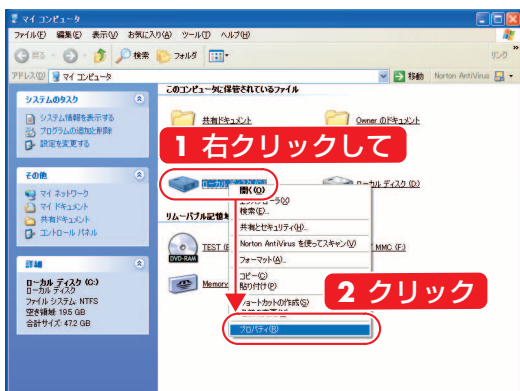 マイ コンピュータ
ファイル(F) 編集(E) 表示(V) お気に入り(A) ツール(T) ヘルプ(H)
戻る 検索 フォルダ リンク
アドレス(D) マイ コンピュータ 移動 Norton AntiVirus
システムのタスク
システム情報を表示する
プログラムの追加と削除
設定を変更する
その他
マイ ネットワーク
マイ ドキュメント
共有ドキュメント
コントロール パネル
詳細
ローカル ディスク (C:)
ローカル ディスク
ファイル システム: NTFS
空き領域: 19.5 GB
合計サイズ: 47.2 GB
このコンピュータに保管されているファイル
共有ドキュメント
Owner のドキュメント
1 右クリックして
ローカル ディスク (D:)
リムーバブル記憶
DVD-RAM
TEST (E
MMC (F:)
Memory
開く(O)
エクスプローラ(X)
検索(E)...
共有とセキュリティ(H)...
Norton AntiVirus を使ってスキャン(V)
フォーマット(A)...
コピー(C)
貼り付け(P)
ショートカットの作成(S)
2 クリック
プロパティ(R)